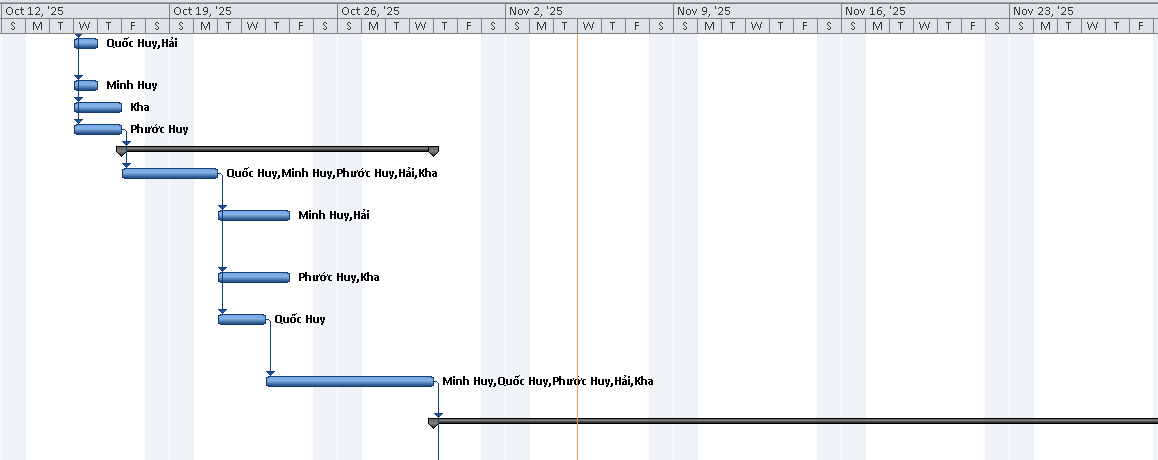 Oct 12, '25 Oct 19, '25 Oct 26, '25 Nov 2, '25 Nov 9, '25 Nov 16, '25 Nov 23, '25
S M T W T F S S M T W T F S S M T W T F S S M T W T F S S M T W T F S S M T W T F S S M T W T F
Quốc Huy,Hải
Minh Huy
Kha
Phước Huy
Quốc Huy,Minh Huy,Phước Huy,Hải,Kha
Minh Huy,Hải
Phước Huy,Kha
Quốc Huy
Minh Huy,Quốc Huy,Phước Huy,Hải,Kha